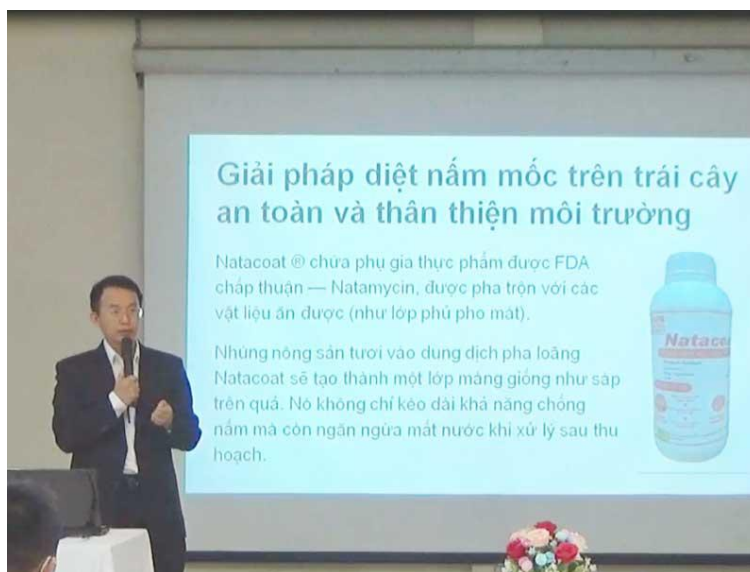 Giải pháp diệt nấm mốc trên trái cây
an toàn và thân thiện môi trường
Natacoat ® chứa phụ gia thực phẩm được FDA
chấp thuận — Natamycin, được pha trộn với các
vật liệu ăn được (như lớp phủ pho mát).
Nhúng nông sản tươi vào dung dịch pha loãng
Natacoat sẽ tạo thành một lớp màng giống như sáp
trên quả. Nó không chỉ kéo dài khả năng chống
nấm mà còn ngăn ngừa mất nước khi xử lý sau thu
hoạch.
Natacoa